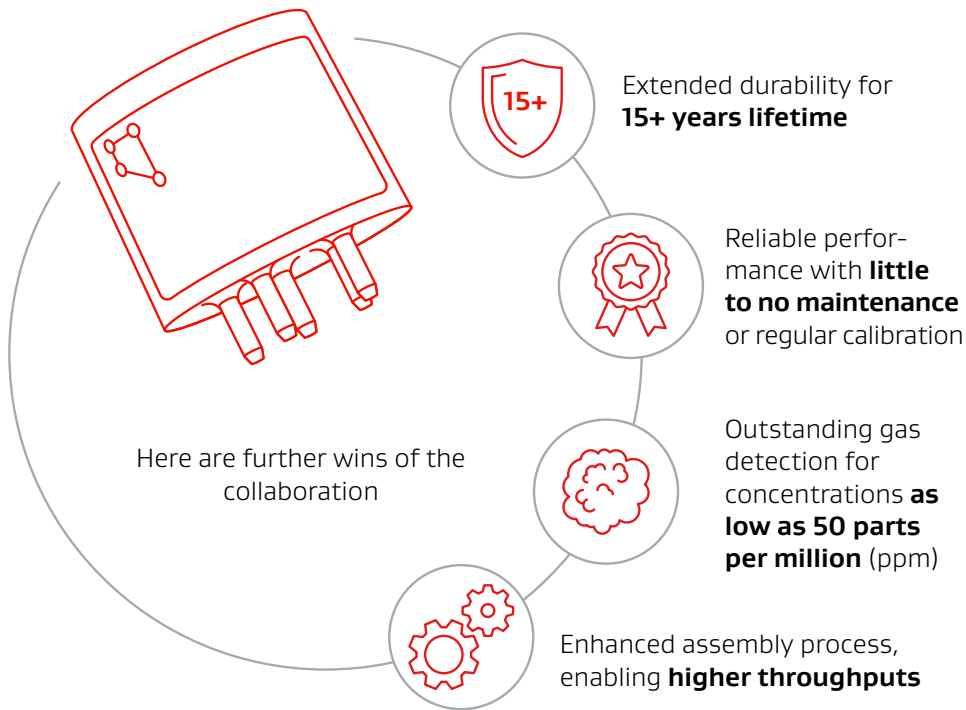 15+
Extended durability for
15+ years lifetime
Reliable perfor-
mance with little
to no maintenance
or regular calibration
Here are further wins of the
collaboration
Outstanding gas
detection for
concentrations as
low as 50 parts
per million (ppm)
Enhanced assembly process,
enabling higher throughputs